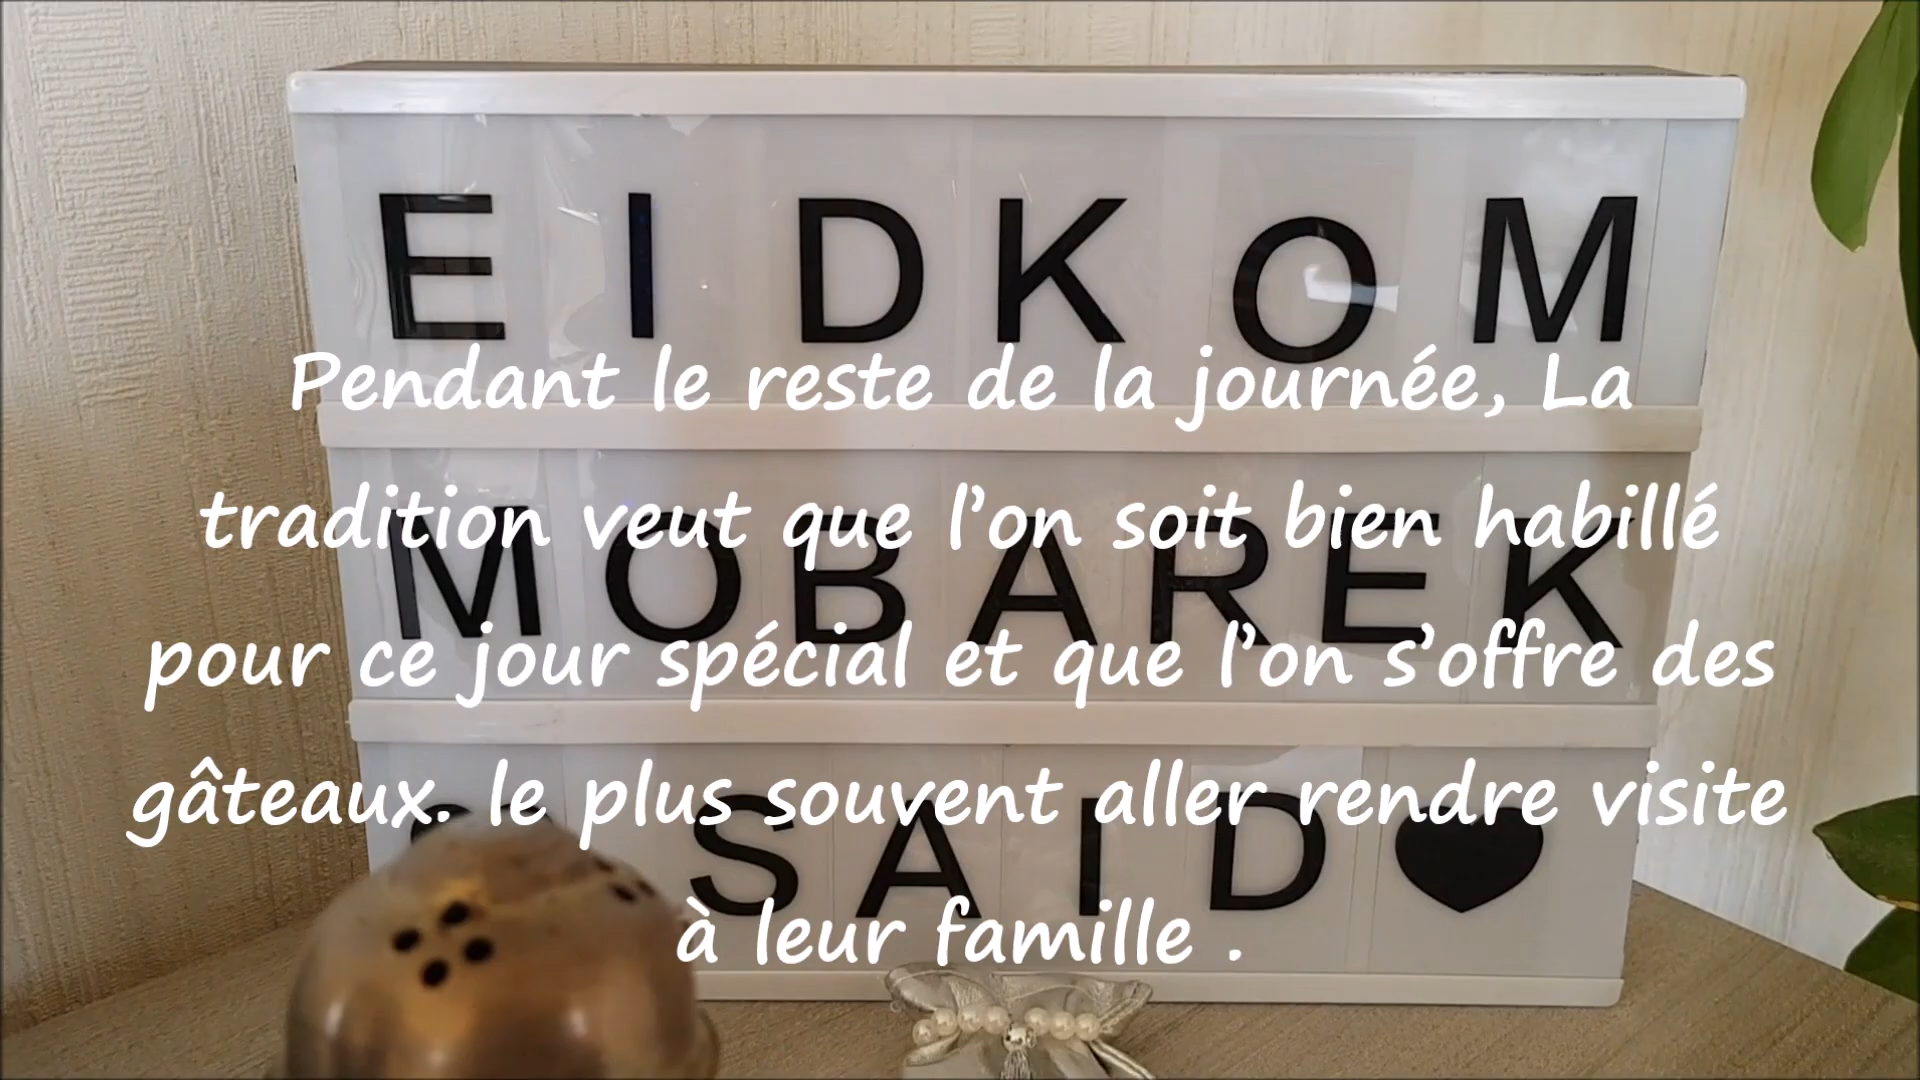 EIDKOM
Pendant le reste de la journée, La
tradition veut que l’on soit bien habillé
MOBAREK
pour ce jour spécial et que l’on s’offre des
gâteaux. le plus souvent aller rendre visite
SAID
à leur famille .